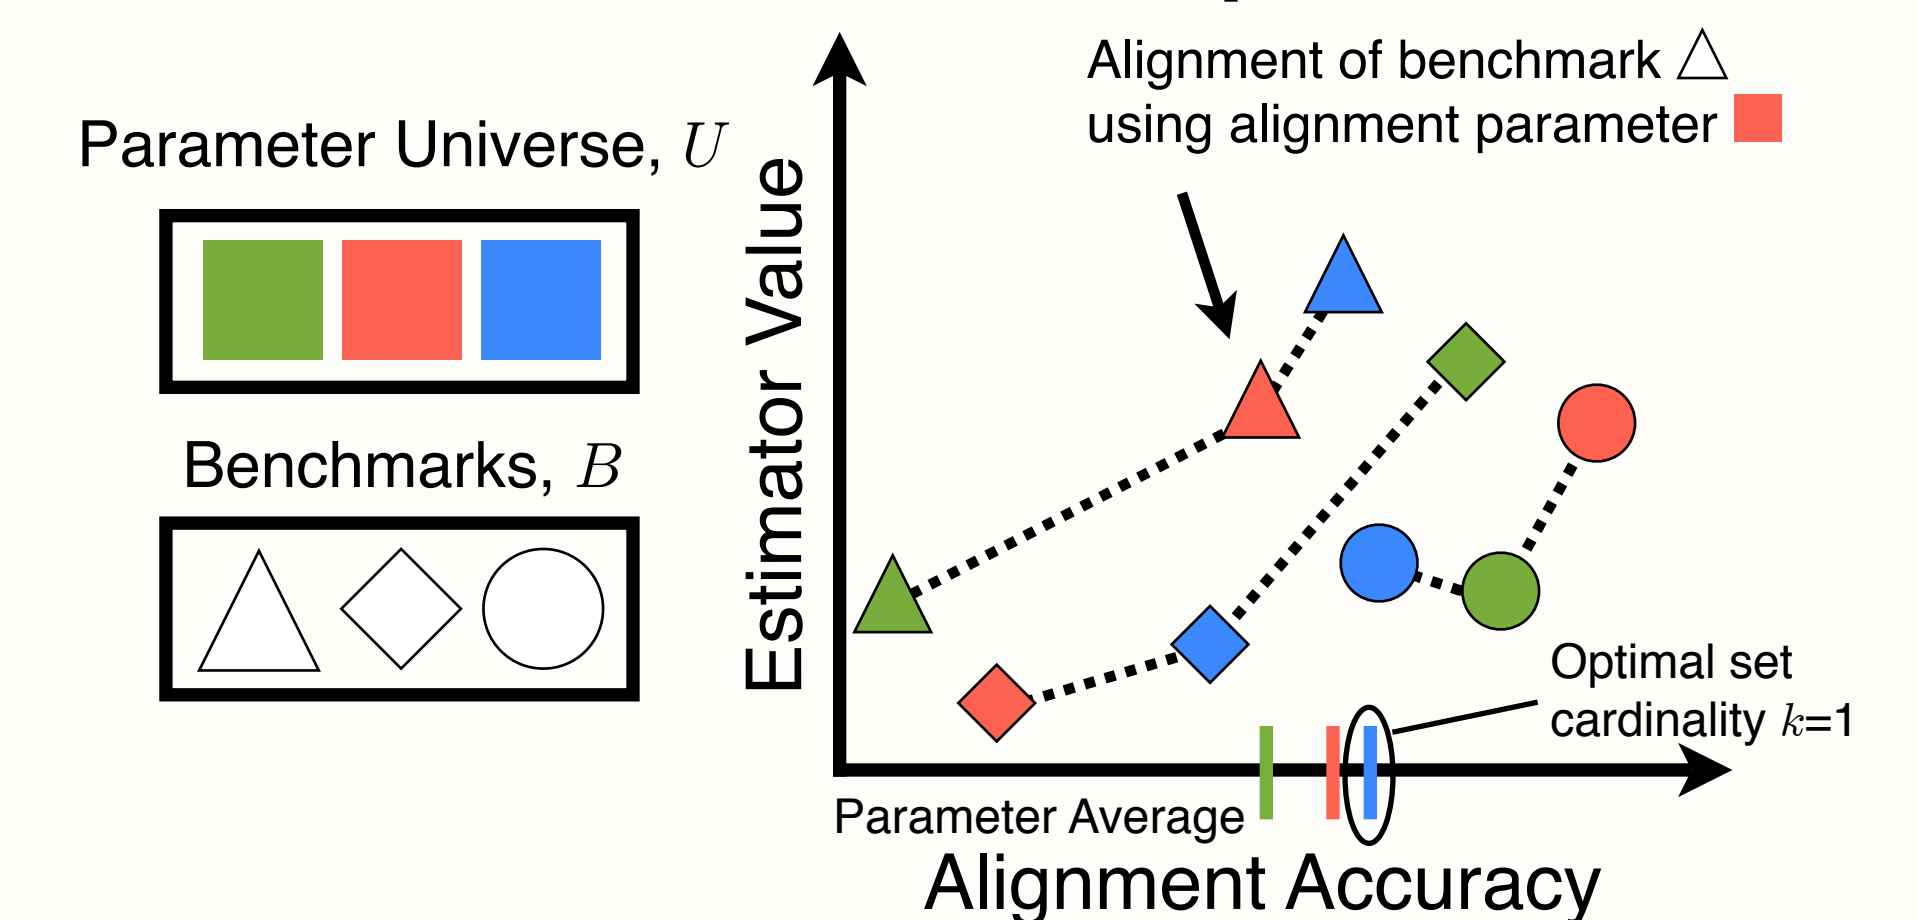 Parameter Universe, U
Benchmarks, B
Estimator Value
Alignment of benchmark
using alignment parameter
Optimal set
cardinality k=1
Parameter Average
Alignment Accuracy